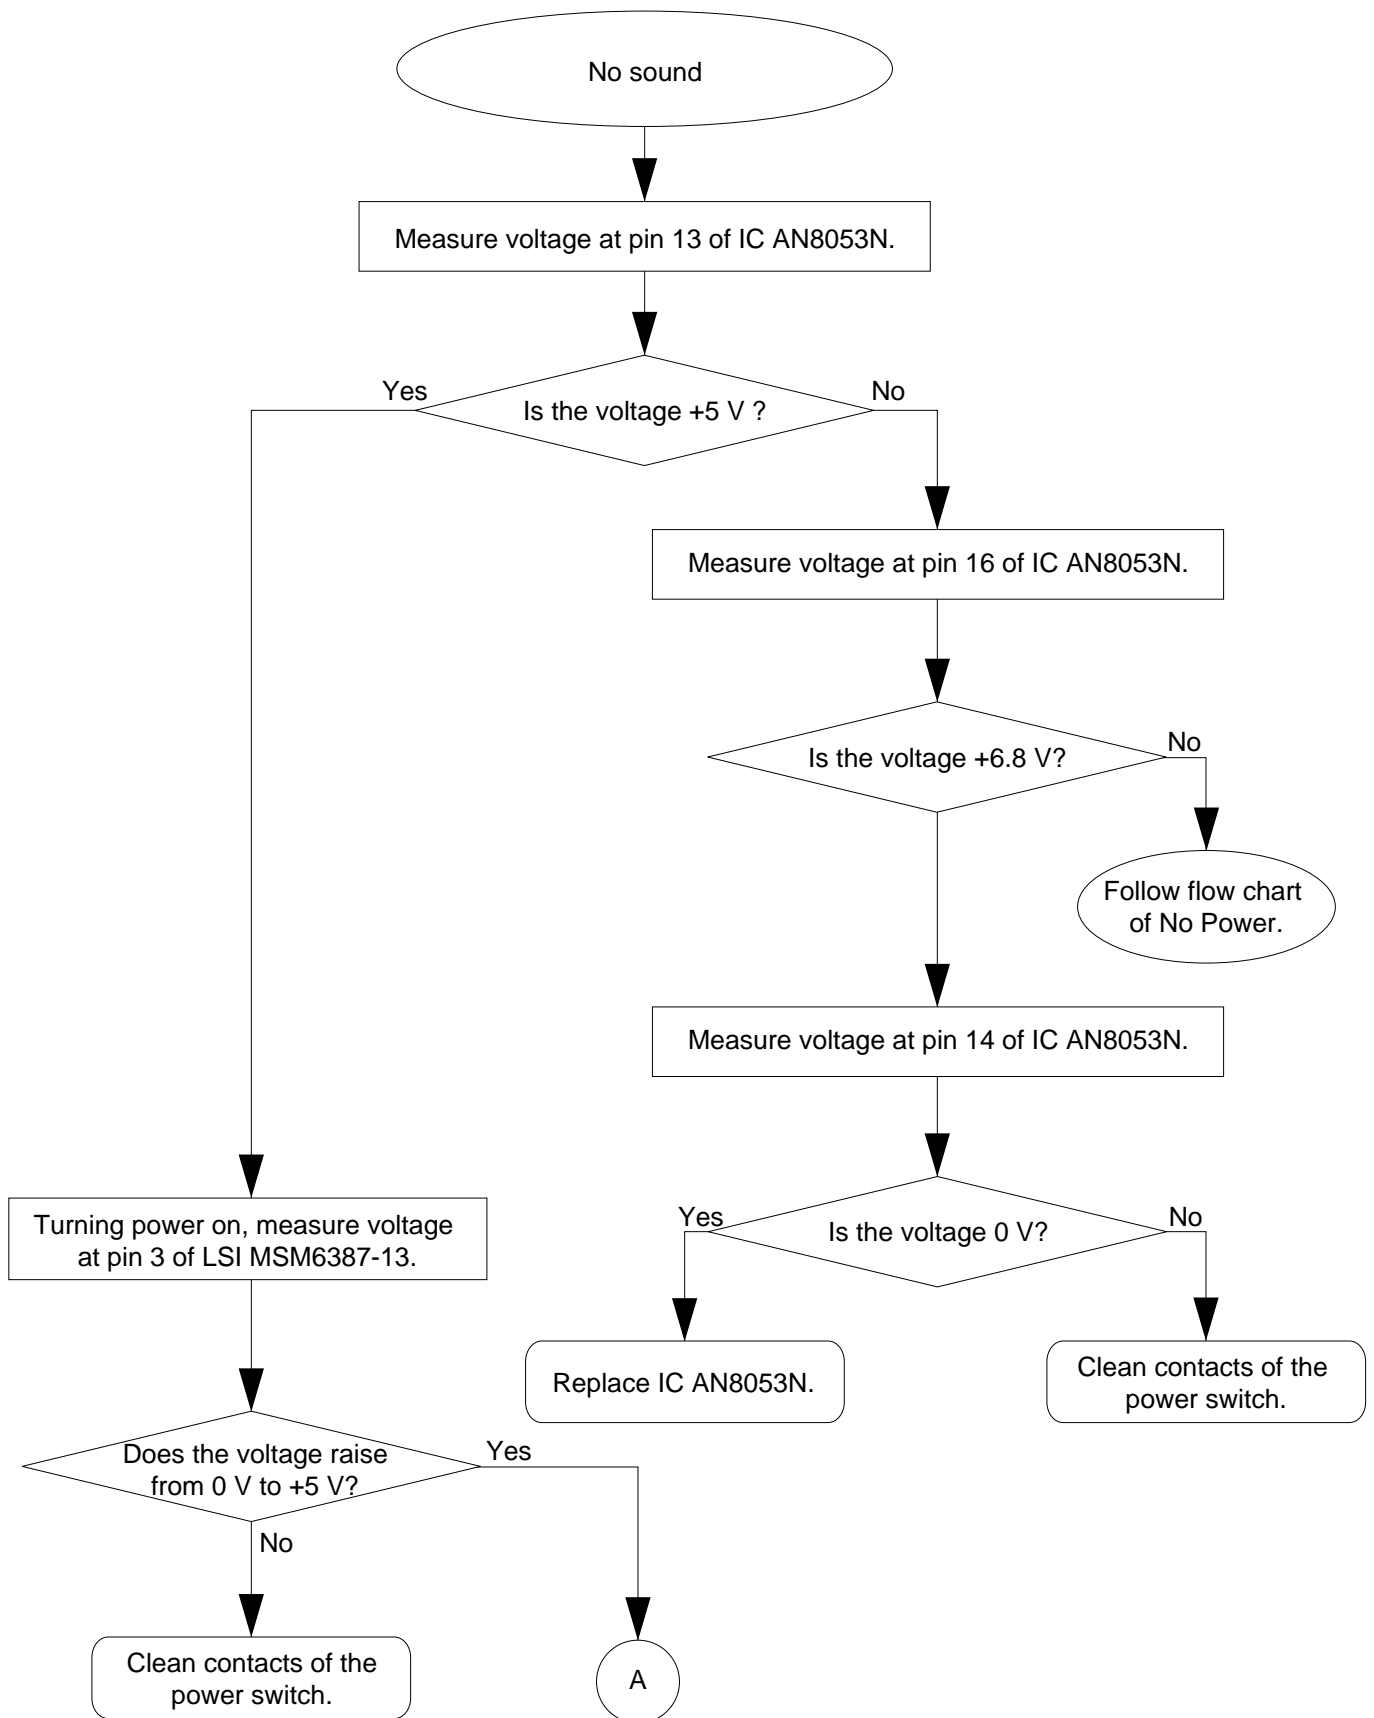 No sound
Measure voltage at pin 13 of IC AN8053N.
Yes
No
Is the voltage +5 V ?
Measure voltage at pin 16 of IC AN8053N.
Is the voltage +6.8 V?
No
Follow flow chart
of No Power.
Measure voltage at pin 14 of IC AN8053N.
Yes
Is the voltage 0 V?
No
Turning power on, measure voltage
at pin 3 of LSI MSM6387-13.
Replace IC AN8053N.
Clean contacts of the
power switch.
Does the voltage raise
from 0 V to +5 V?
Yes
No
Clean contacts of the
power switch.
A